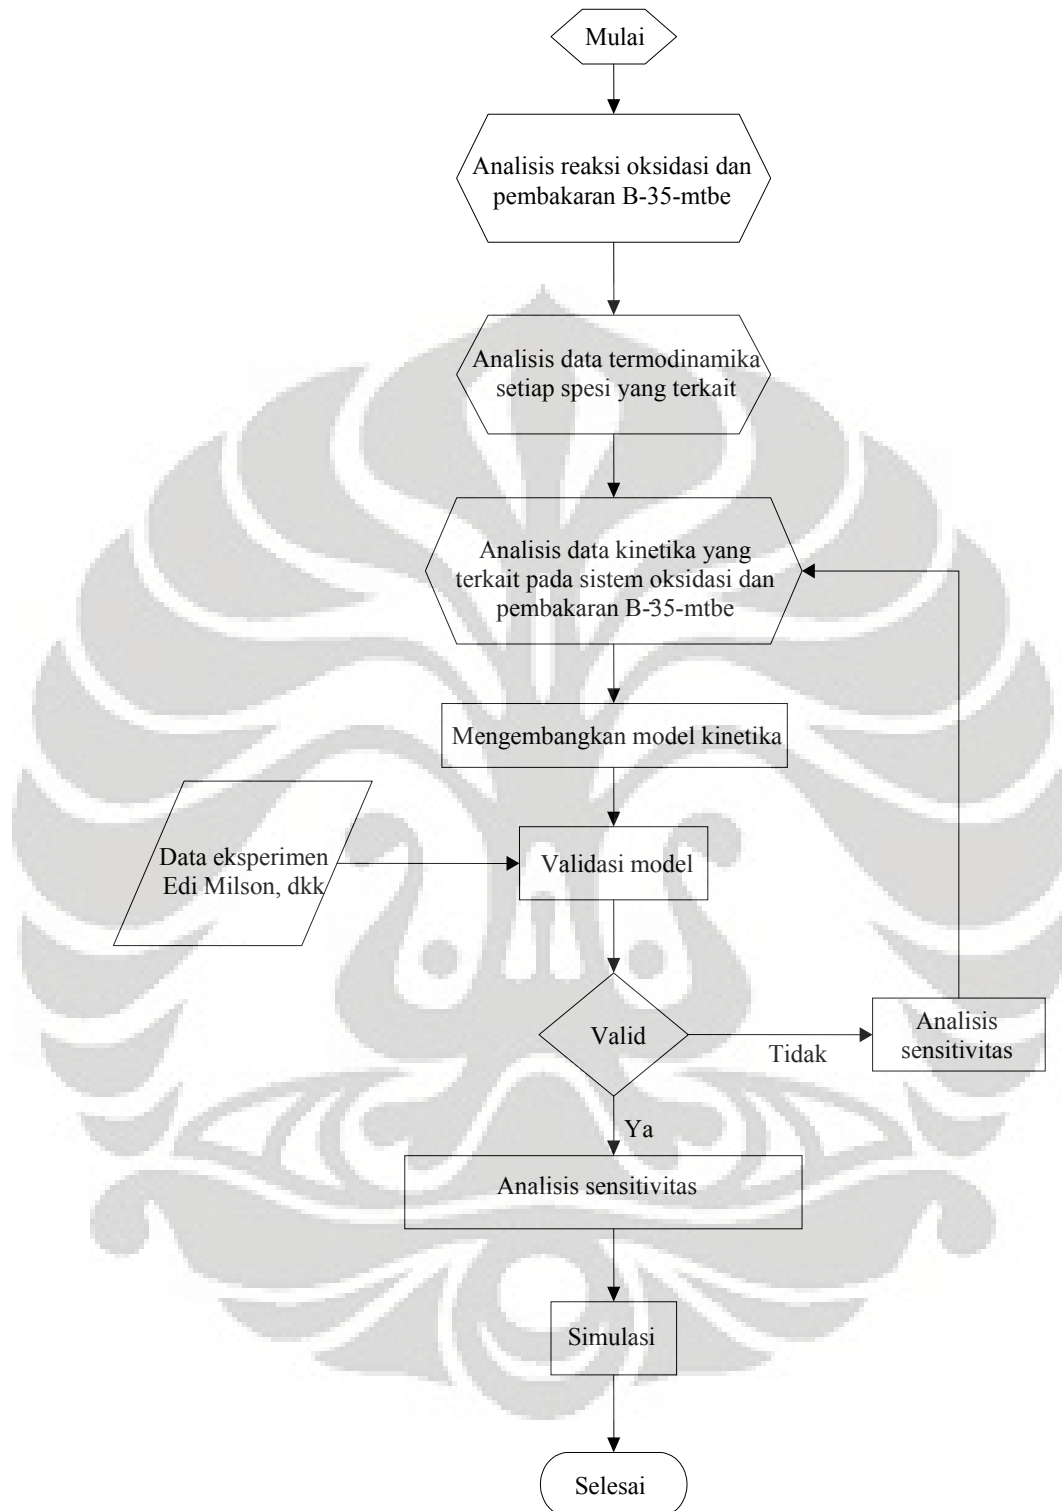 Mulai
Analisis reaksi oksidasi dan
pembakaran B-35-mtbe
Analisis data termodinamika
setiap spesi yang terkait
Analisis data kinetika yang
terkait pada sistem oksidasi dan
pembakaran B-35-mtbe
Mengembangkan model kinetika
Data eksperimen
Edi Milson, dkk
Validasi model
Valid
Tidak
Analisis
sensitivitas
Ya
Analisis sensitivitas
Simulasi
Selesai